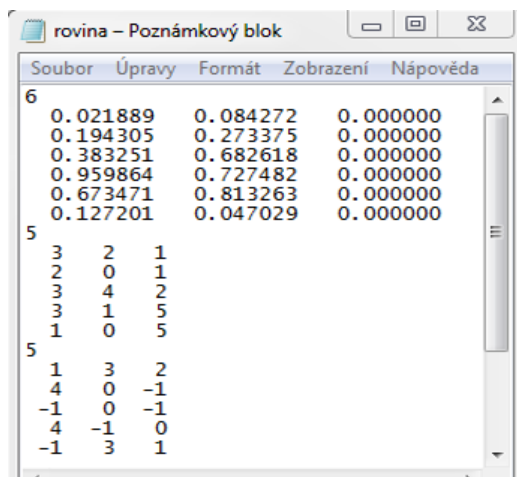 rovina – Poznámkový blok
Soubor Úpravy Formát Zobrazení Nápověda
6
0.021889 0.084272 0.000000
0.194305 0.273375 0.000000
0.383251 0.682618 0.000000
0.959864 0.727482 0.000000
0.673471 0.813263 0.000000
0.127201 0.047029 0.000000
5
3 2 1
2 0 1
3 4 2
3 1 5
1 0 5
5
1 3 2
4 0 -1
-1 0 -1
4 -1 0
-1 3 1